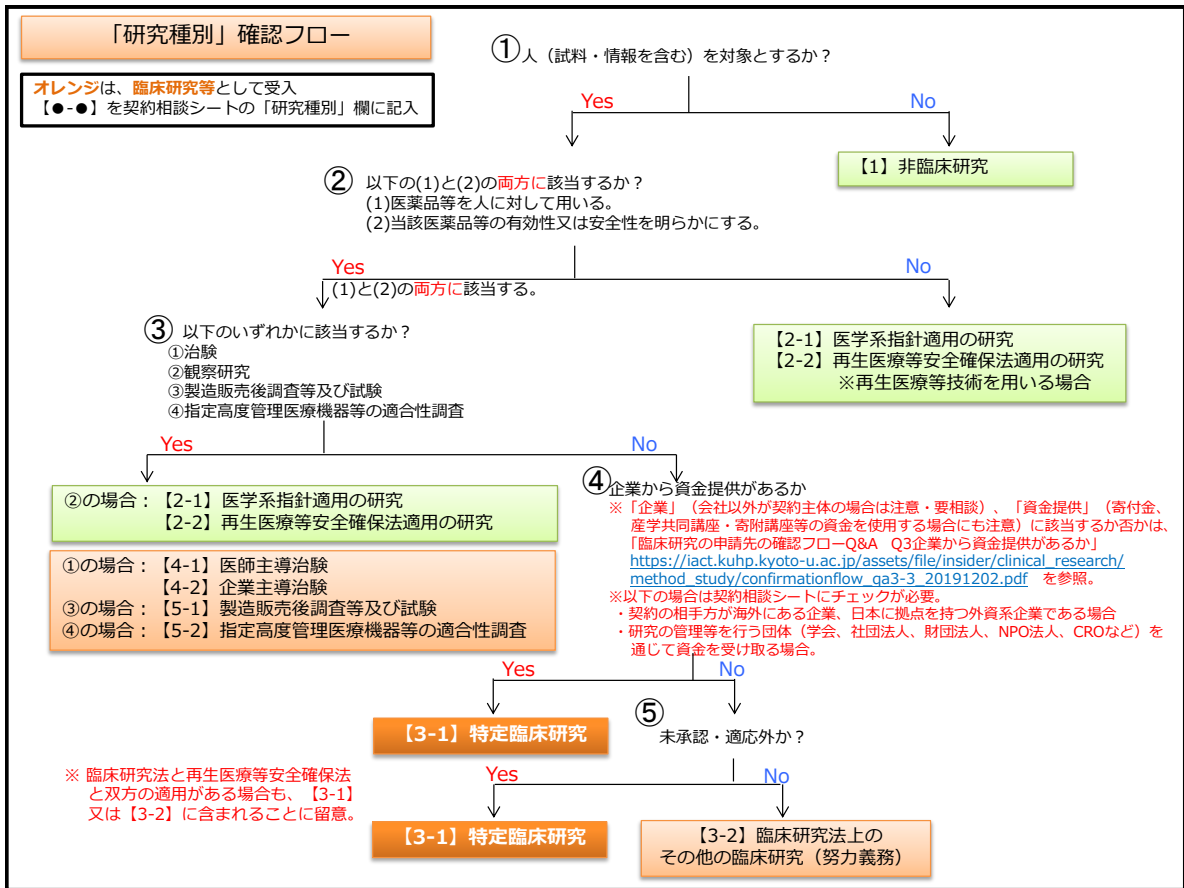 「研究種別」確認フロー
オレンジは、臨床研究等として受入
【●-●】を契約相談シートの「研究種別」欄に記入
①人（試料・情報を含む）を対象とするか？
Yes
No
【1】非臨床研究
② 以下の(1)と(2)の両方に該当するか？
(1)医薬品等を人に対して用いる。
(2)当該医薬品等の有効性又は安全性を明らかにする。
Yes
No
(1)と(2)の両方に該当する。
【2-1】医学系指針適用の研究
【2-2】再生医療等安全確保法適用の研究
※再生医療等技術を用いる場合
③ 以下のいずれかに該当するか？
①治験
②観察研究
③製造販売後調査等及び試験
④指定高度管理医療機器等の適合性調査
Yes
No
②の場合：【2-1】医学系指針適用の研究
【2-2】再生医療等安全確保法適用の研究
①の場合：【4-1】医師主導治験
【4-2】企業主導治験
③の場合：【5-1】製造販売後調査等及び試験
④の場合：【5-2】指定高度管理医療機器等の適合性調査
④企業から資金提供があるか
※「企業」（会社以外が契約主体の場合は注意・要相談）、「資金提供」（寄付金、
産学共同講座・寄附講座等の資金を使用する場合にも注意）に該当するか否かは、
「臨床研究の申請先の確認フローQ&A　Q3企業から資金提供があるか」
https://iact.kuhp.kyoto-u.ac.jp/assets/file/insider/clinical_research/
method_study/confirmationflow_qa3-3_20191202.pdf　を参照。
※以下の場合は契約相談シートにチェックが必要。
・契約の相手方が海外にある企業、日本に拠点を持つ外資系企業である場合
・研究の管理等を行う団体（学会、社団法人、財団法人、NPO法人、CROなど）を
通じて資金を受け取る場合。
Yes
No
【3-1】特定臨床研究
⑤ 未承認・適応外か？
Yes
No
※ 臨床研究法と再生医療等安全確保法
と双方の適用がある場合も、【3-1】
又は【3-2】に含まれることに留意。
【3-1】特定臨床研究
【3-2】臨床研究法上の
その他の臨床研究（努力義務）